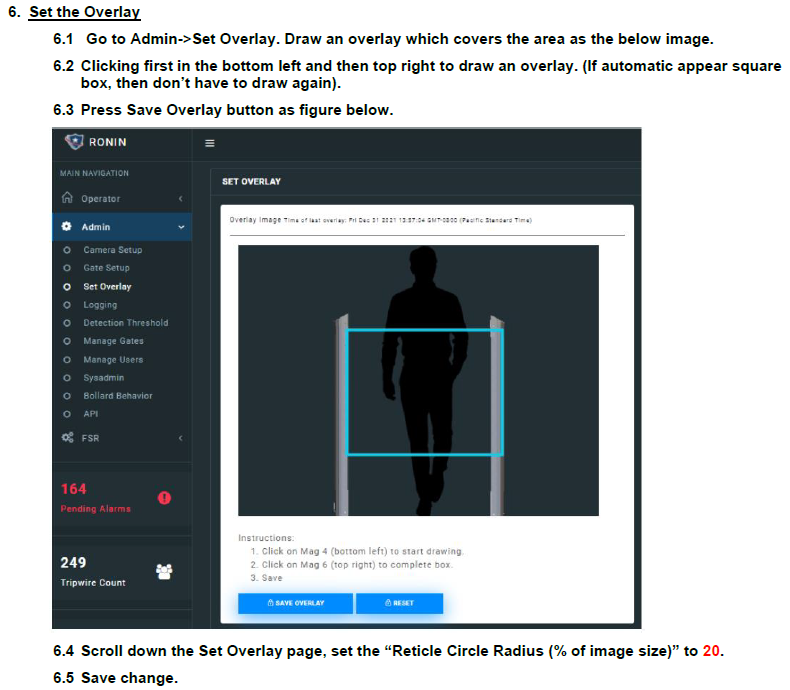 6. Set the Overlay
6.1 Go to Admin->Set Overlay. Draw an overlay which covers the area as the below image.
6.2 Clicking first in the bottom left and then top right to draw an overlay. (If automatic appear square
box, then don't have to draw again).
6.3 Press Save Overlay button as figure below.
RONIN
MAIN NAVIGATION
Operator
Admin
Camera Setup
Gate Setup
Set Overlay
Logging
Detection Threshold
Manage Gates
Manage Users
Sysadmin
Bollard Behavior
API
FSR
164
Pending Alarms
249
Tripwire Count
SET OVERLAY
Overlay Image Time of last overlay: Fri Dec 31 2021 13:37:04 GMT-0800 (Pacific Standard Time)
Instructions:
1. Click on Mag 4 (bottom left) to start drawing.
2. Click on Mag 6 (top right) to complete box.
3. Save
SAVE OVERLAY
RESET
6.4 Scroll down the Set Overlay page, set the “Reticle Circle Radius (% of image size)” to 20.
6.5 Save change.